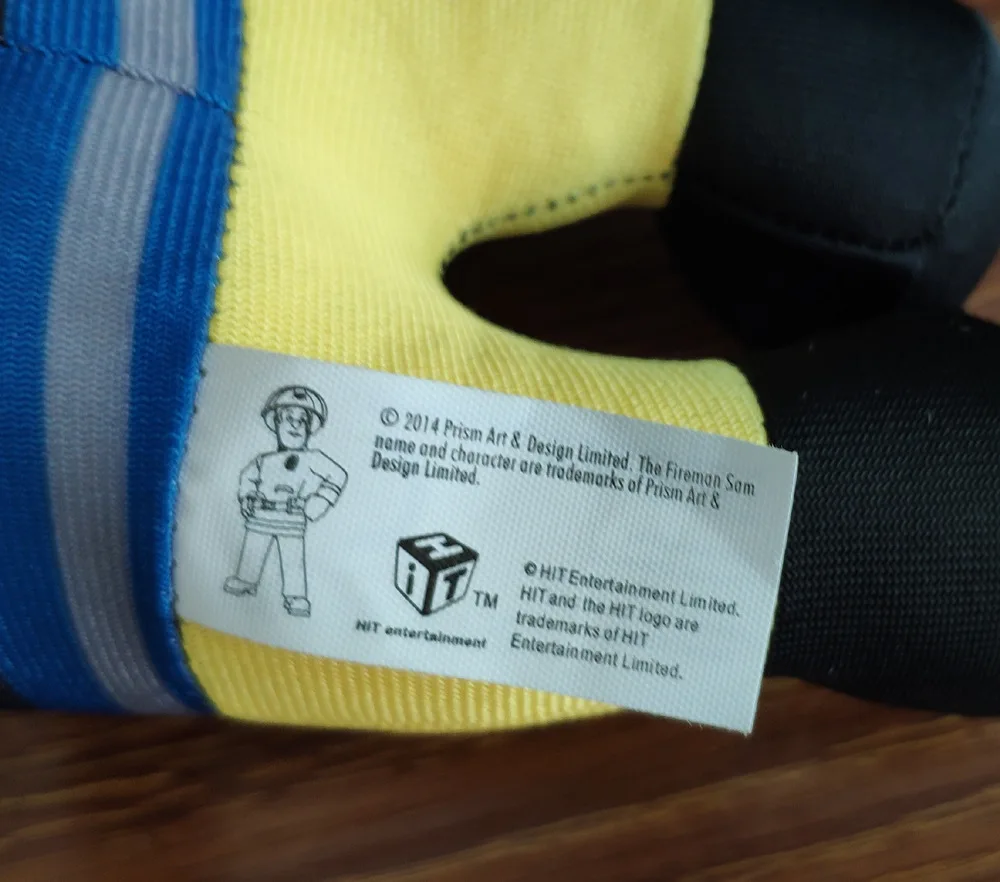 © 2014 Prism Art & Design Limited. The Fireman Sam
name and character are trademarks of Prism Art &
Design Limited.
HiT
TM
HIT entertainment
© HIT Entertainment Limited.
HIT and the HIT logo are
trademarks of HIT
Entertainment Limited.